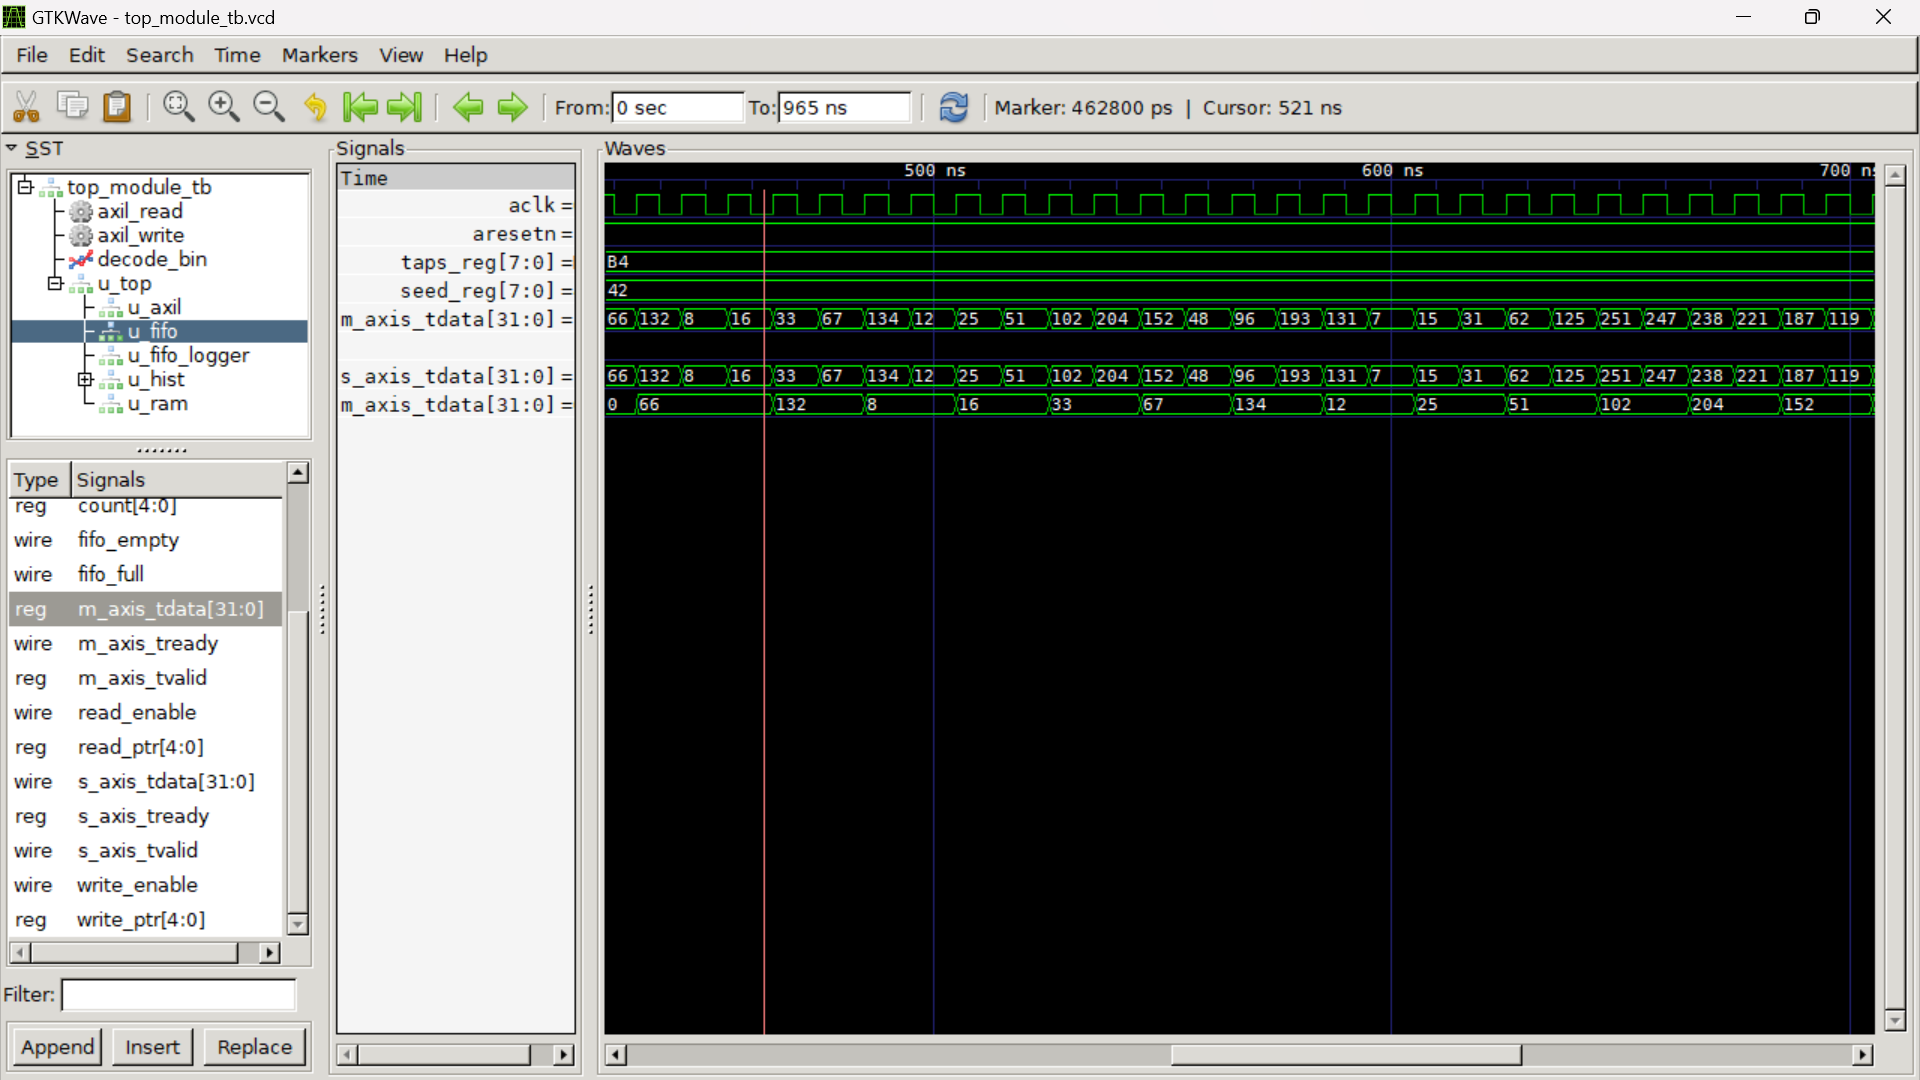 GTKWave - top_module_tb.vcd
File Edit Search Time Markers View Help
From: 0 sec To: 965 ns Marker: 462800 ps | Cursor: 521 ns
SST
top_module_tb
axil_read
axil_write
decode_bin
u_top
u_axil
u_fifo
u_fifo_logger
u_hist
u_ram
Type Signals
reg count[4:0]
wire fifo_empty
wire fifo_full
reg m_axis_tdata[31:0]
wire m_axis_tready
reg m_axis_tvalid
wire read_enable
reg read_ptr[4:0]
wire s_axis_tdata[31:0]
reg s_axis_tready
wire s_axis_tvalid
wire write_enable
reg write_ptr[4:0]
Filter:
Append Insert Replace
Signals
Time
aclk =
aresetn =
taps_reg[7:0] =
seed_reg[7:0] =
m_axis_tdata[31:0] =
s_axis_tdata[31:0] =
m_axis_tdata[31:0] =
Waves
500 ns 600 ns 700 ns
B4
42
66 132 8 16 33 67 134 12 25 51 102 204 152 48 96 193 131 7 15 31 62 125 251 247 238 221 187 119
66 132 8 16 33 67 134 12 25 51 102 204 152 48 96 193 131 7 15 31 62 125 251 247 238 221 187 119
0 66 132 8 16 33 67 134 12 25 51 102 204 152